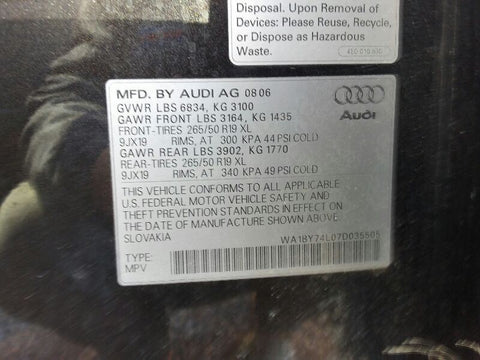 Disposal. Upon Removal of
Devices: Please Reuse, Recycle,
or Dispose as Hazardous
Waste.
4E0 010 830
MFD. BY AUDI AG 08 06
GVWR LBS 6834, KG 3100
GAWR FRONT LBS 3164, KG 1435
FRONT-TIRES 265/50 R19 XL
9JX19 RIMS, AT 300 KPA 44 PSI COLD
GAWR REAR LBS 3902, KG 1770
REAR-TIRES 265/50 R19 XL
9JX19 RIMS, AT 340 KPA 49 PSI COLD
Audi
THIS VEHICLE CONFORMS TO ALL APPLICABLE
U.S. FEDERAL MOTOR VEHICLE SAFETY AND
THEFT PREVENTION STANDARDS IN EFFECT ON
THE DATE OF MANUFACTURE SHOWN ABOVE.
SLOVAKIA
WA1BY74L07D035505
TYPE:
MPV